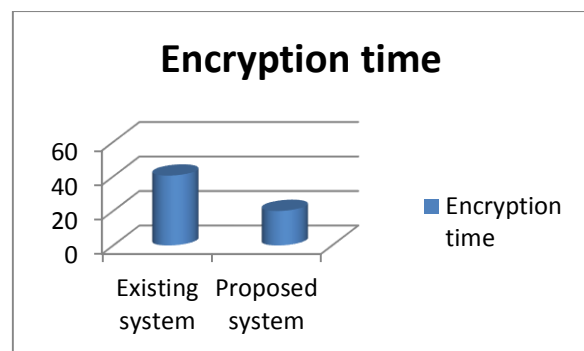 Encryption time
60
40
20
0
Existing
system
Proposed
system
Encryption
time